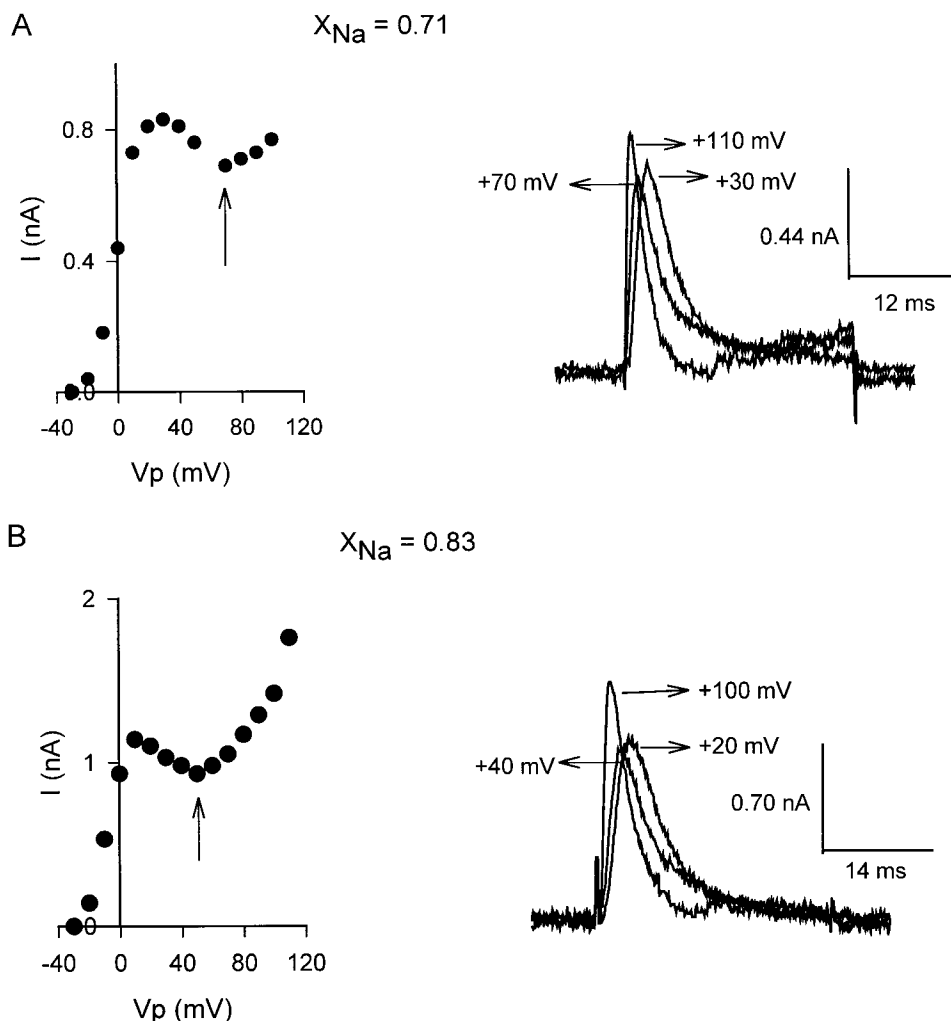 A
X_Na = 0.71
I (nA)
0.8
0.4
0.0
-40 0 40 80 120
Vp (mV)
+110 mV
+70 mV
+30 mV
0.44 nA
12 ms
B
X_Na = 0.83
I (nA)
2
1
0
-40 0 40 80 120
Vp (mV)
+100 mV
+20 mV
+40 mV
0.70 nA
14 ms